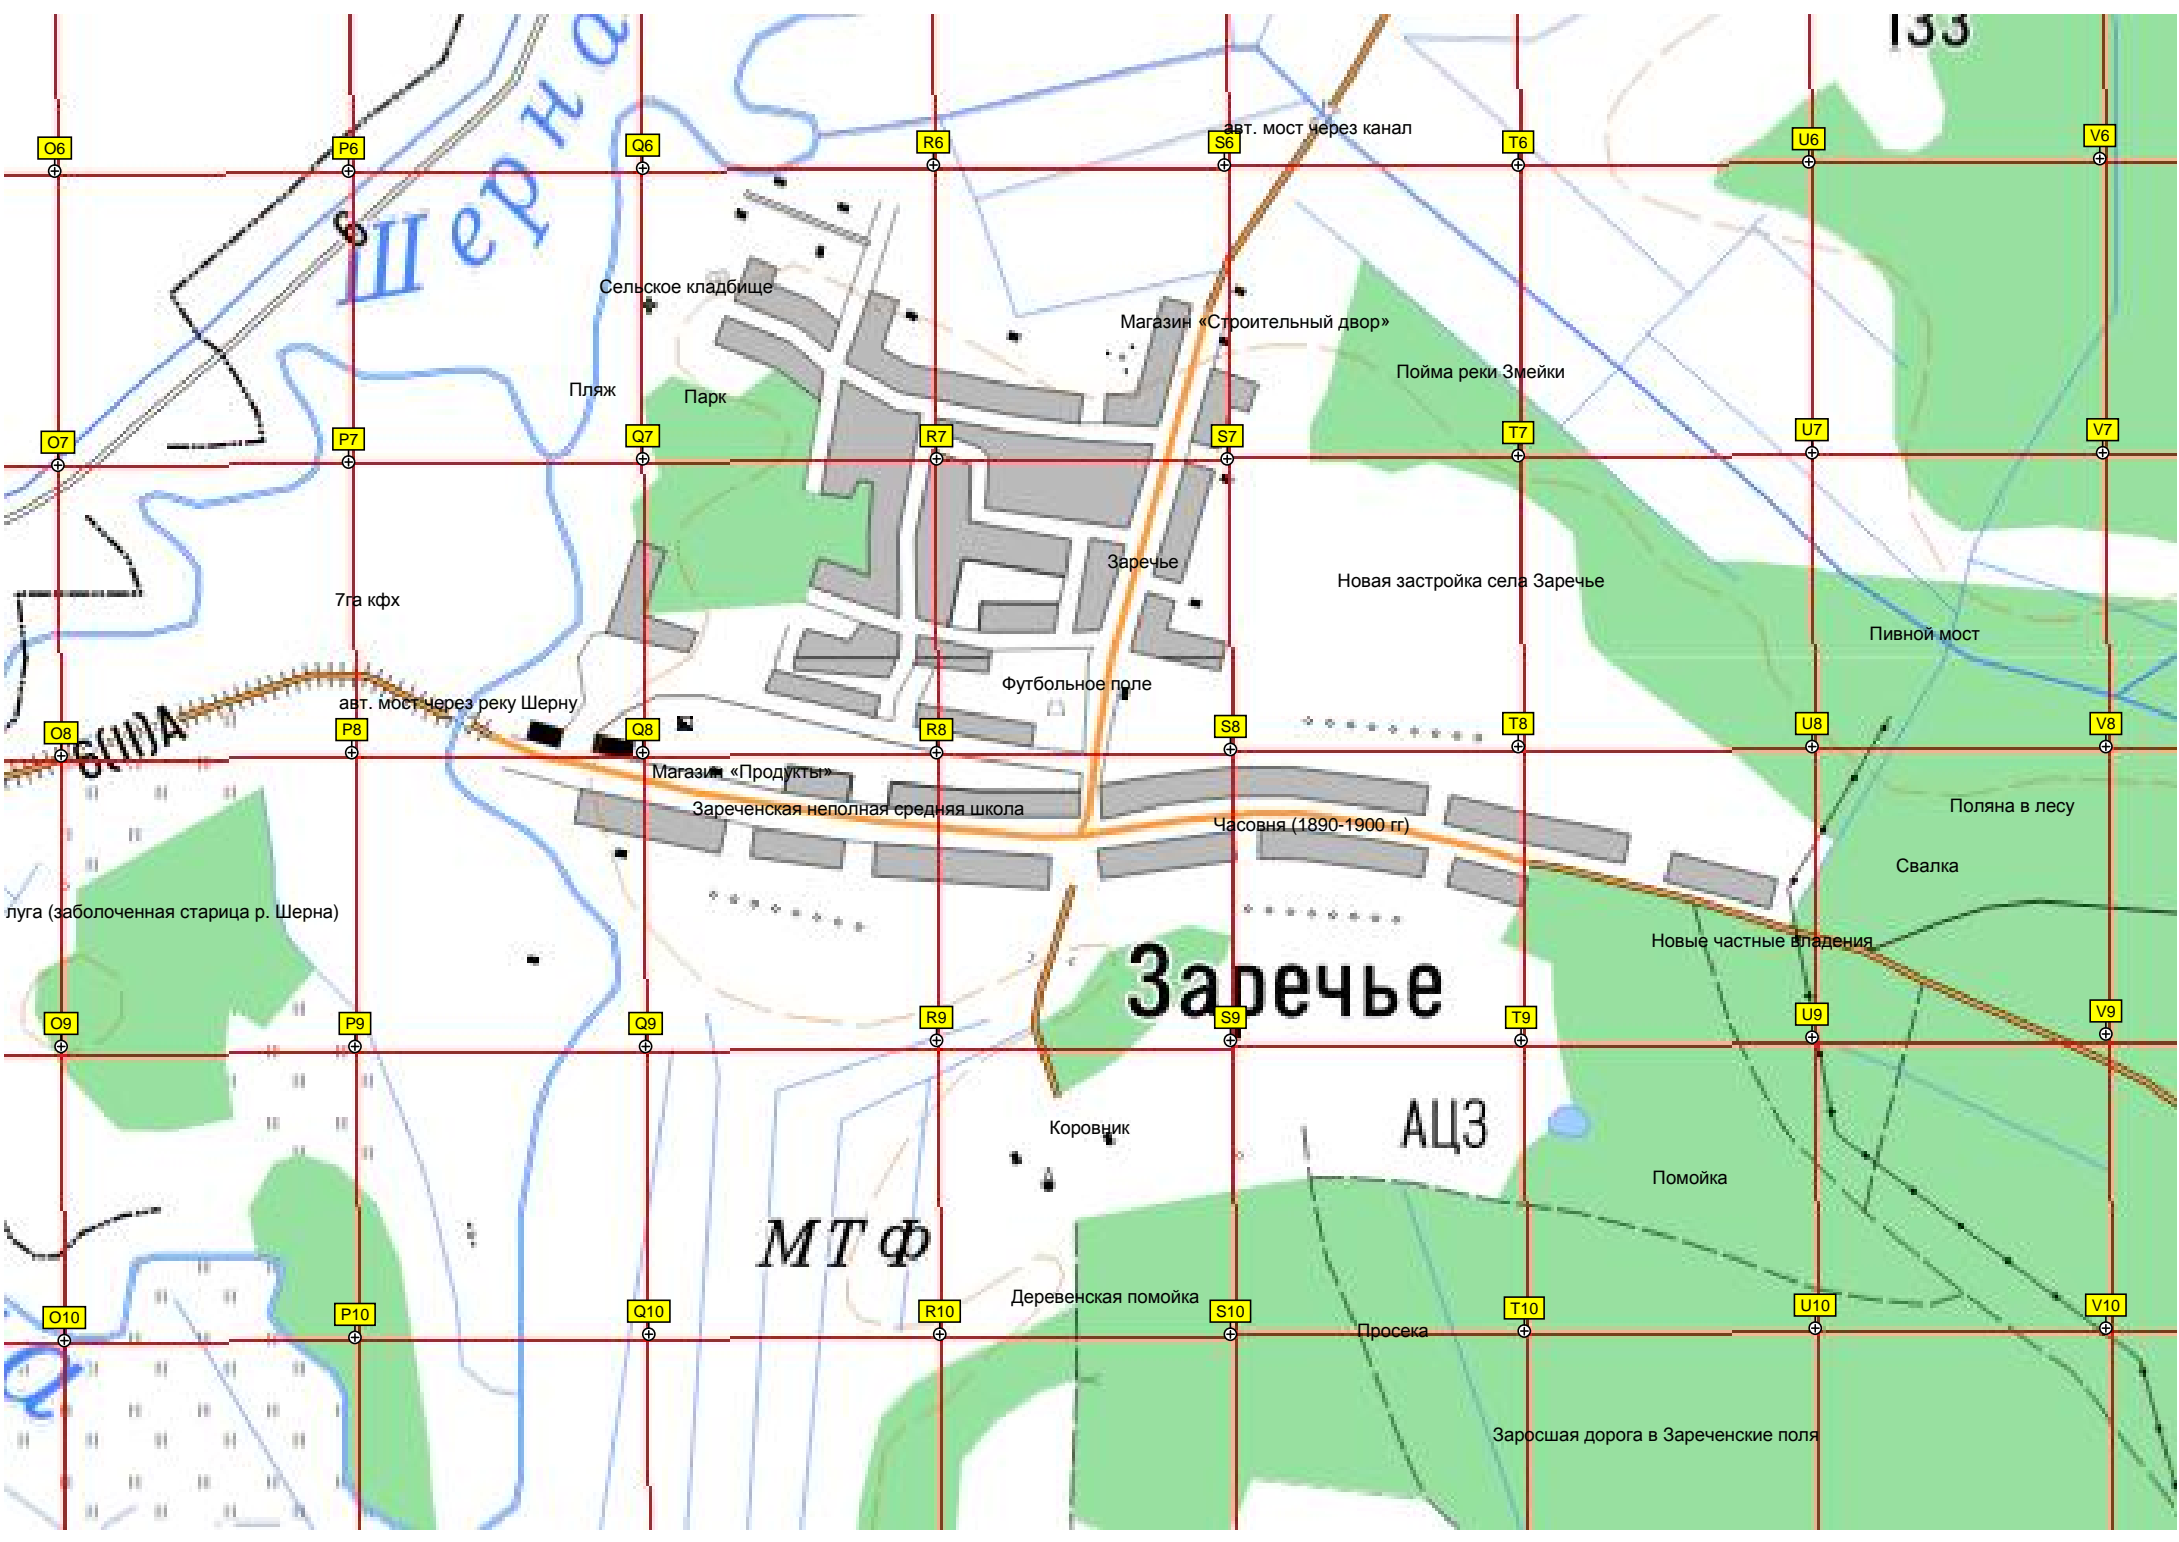 133
Шерна
авт. мост через канал
O6
P6
Q6
R6
S6
T6
U6
V6
6
Сельское кладбище
Магазин «Строительный двор»
Пойма реки Змейки
Пляж
Парк
O7
P7
Q7
R7
S7
T7
U7
V7
Заречье
Новая застройка села Заречье
7га кфх
Пивной мост
Футбольное поле
авт. мост через реку Шерну
6(III)А
O8
P8
Q8
R8
S8
T8
U8
V8
Магазин «Продукты»
Зареченская неполная средняя школа
Поляна в лесу
Часовня (1890-1900 гг)
Свалка
луга (заболоченная старица р. Шерна)
Новые частные владения
Заречье
O9
P9
Q9
R9
S9
T9
U9
V9
Коровник
АЦЗ
Помойка
МТФ
Деревенская помойка
O10
P10
Q10
R10
S10
T10
U10
V10
Просека
а
Заросшая дорога в Зареченские поля